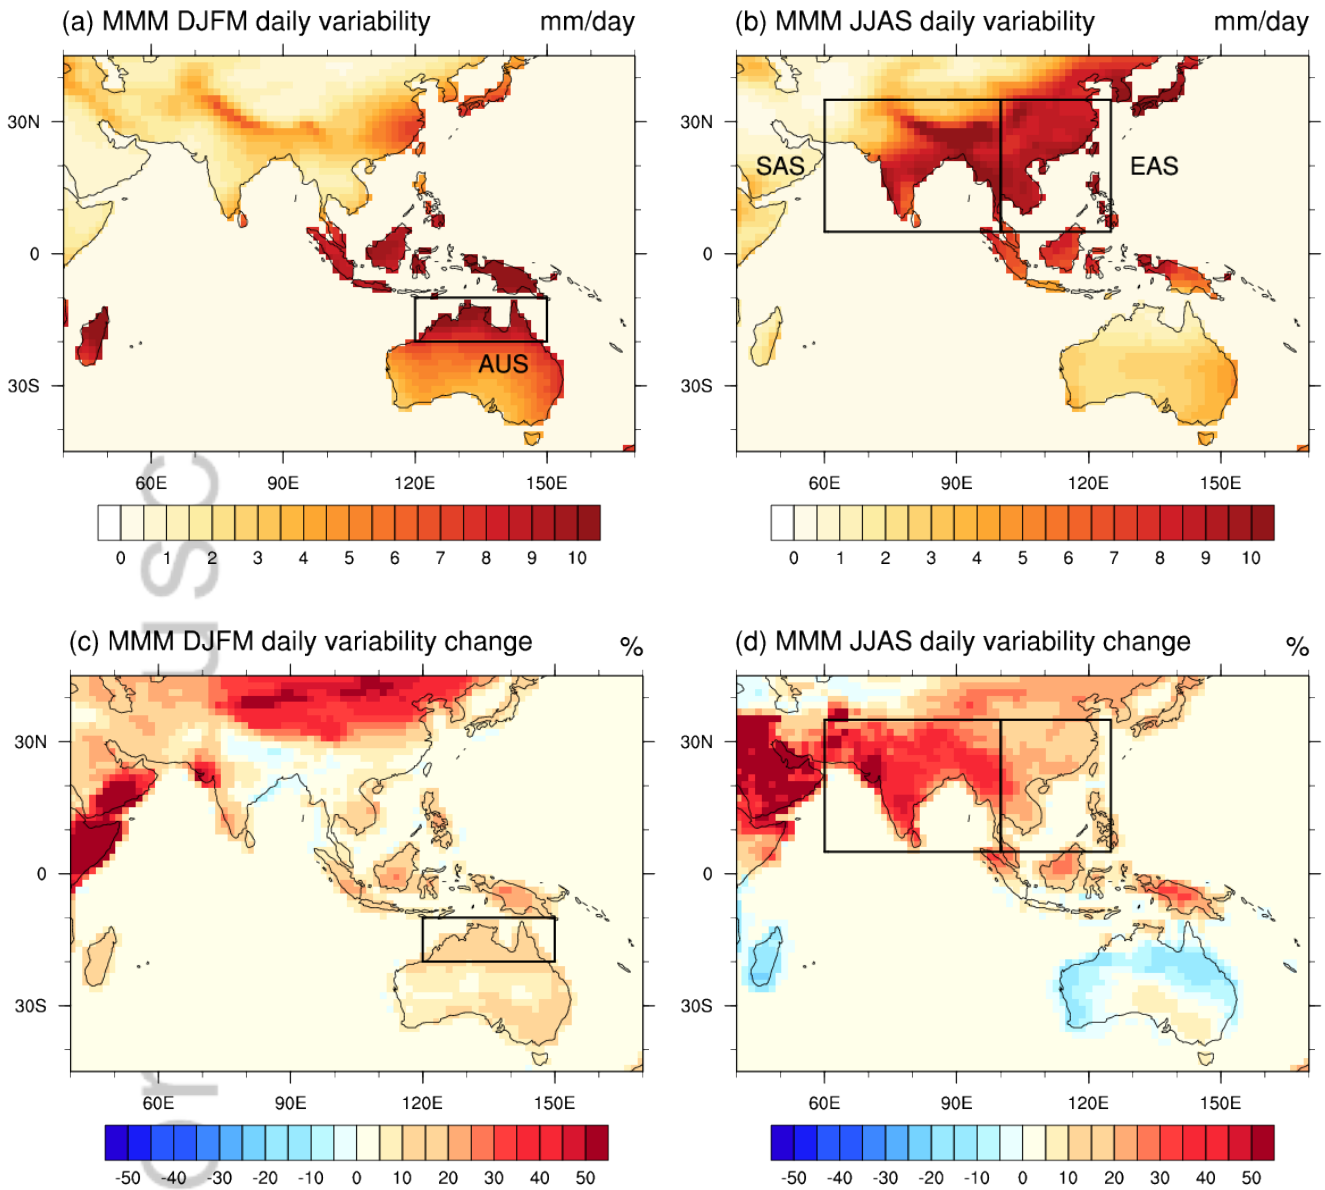 (a) MMM DJFM daily variability mm/day
30N
0
30S
AUS
60E 90E 120E 150E
0 1 2 3 4 5 6 7 8 9 10
(b) MMM JJAS daily variability mm/day
30N
0
30S
SAS
EAS
60E 90E 120E 150E
0 1 2 3 4 5 6 7 8 9 10
(c) MMM DJFM daily variability change %
30N
0
30S
60E 90E 120E 150E
-50 -40 -30 -20 -10 0 10 20 30 40 50
(d) MMM JJAS daily variability change %
30N
0
30S
60E 90E 120E 150E
-50 -40 -30 -20 -10 0 10 20 30 40 50